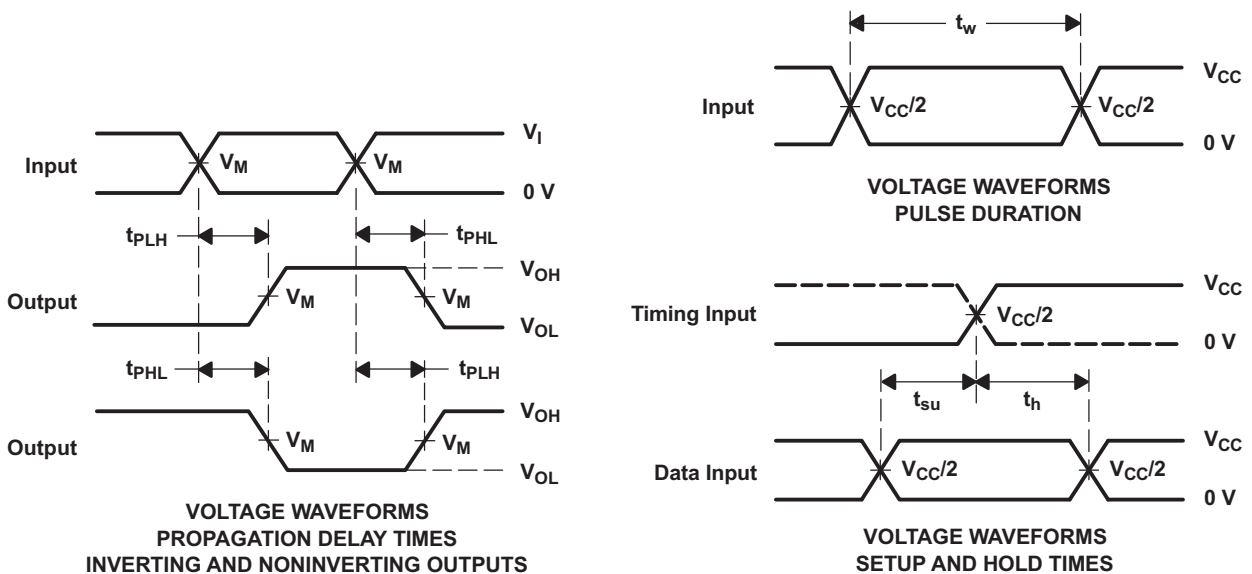 Input
V_M
V_M
V_I
0 V
t_PLH
t_PHL
Output
V_M
V_M
V_OH
V_OL
t_PHL
t_PLH
Output
V_M
V_M
V_OH
V_OL
VOLTAGE WAVEFORMS
PROPAGATION DELAY TIMES
INVERTING AND NONINVERTING OUTPUTS
t_w
Input
V_CC/2
V_CC/2
V_CC
0 V
VOLTAGE WAVEFORMS
PULSE DURATION
Timing Input
V_CC/2
V_CC
0 V
t_su
t_h
Data Input
V_CC/2
V_CC/2
V_CC
0 V
VOLTAGE WAVEFORMS
SETUP AND HOLD TIMES